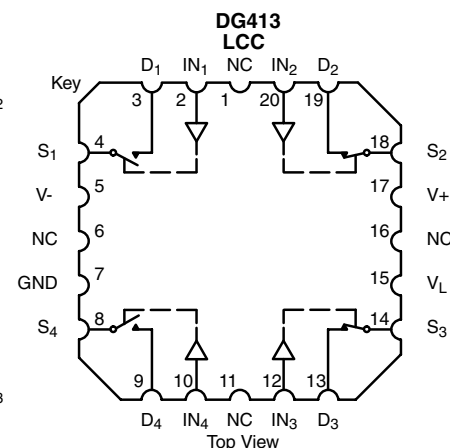 DG413
LCC
D1 IN1 NC IN2 D2
Key
3 2 1 20 19
2
S1 4 18 S2
V- 5 17 V+
NC 6 16 NC
GND 7 15 VL
S4 8 14 S3
9 10 11 12 13
3
D4 IN4 NC IN3 D3
Top View